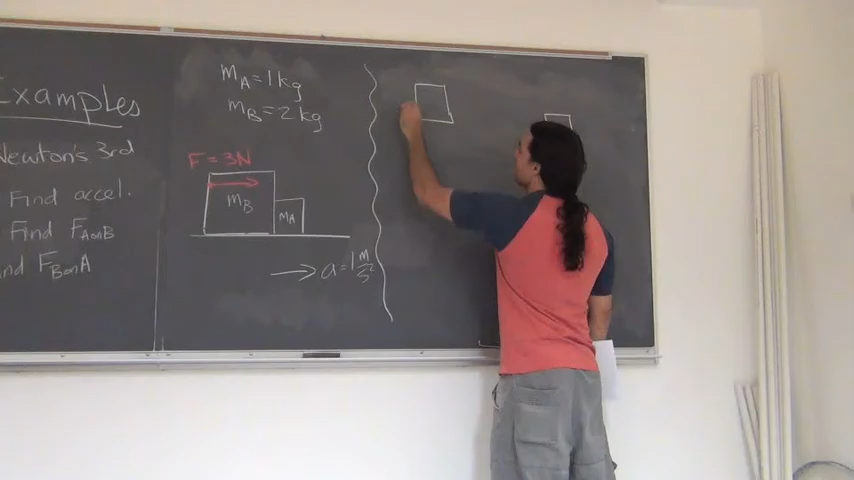 Examples
Newton's 3rd
Find accel.
Find FAonB
ind FBonA
mA = 1 kg
mB = 2 kg
F = 3N
mB
mA
→ a = 1 m/s²